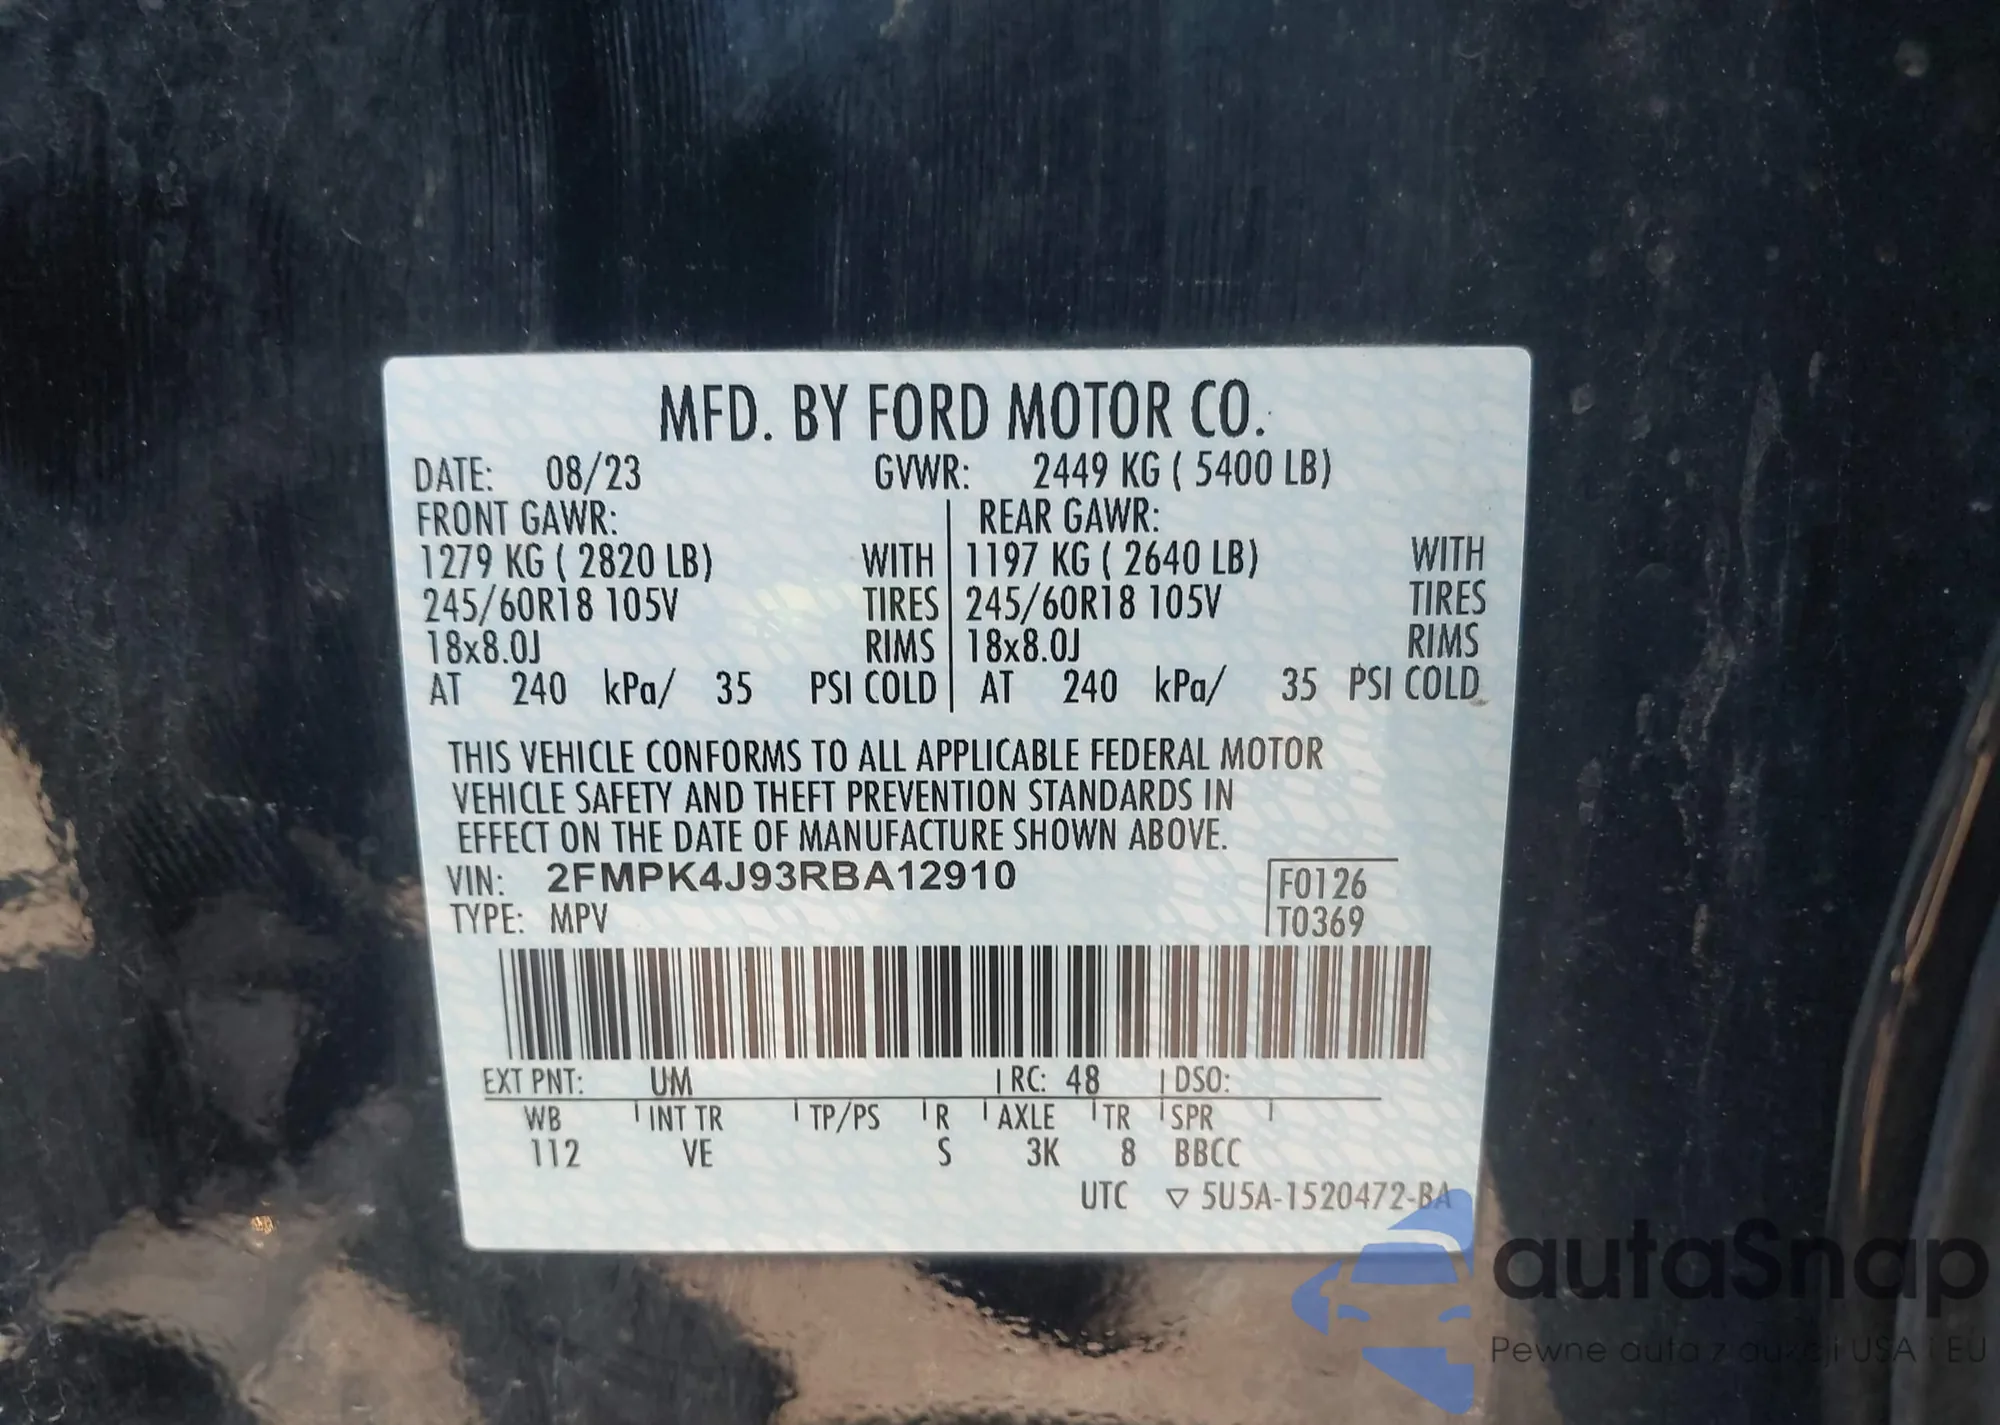 MFD. BY FORD MOTOR CO.
DATE: 08/23 GVWR: 2449 KG ( 5400 LB)
FRONT GAWR: REAR GAWR:
1279 KG ( 2820 LB) WITH 1197 KG ( 2640 LB) WITH
245/60R18 105V TIRES 245/60R18 105V TIRES
18x8.0J RIMS 18x8.0J RIMS
AT 240 kPa/ 35 PSI COLD AT 240 kPa/ 35 PSI COLD
THIS VEHICLE CONFORMS TO ALL APPLICABLE FEDERAL MOTOR
VEHICLE SAFETY AND THEFT PREVENTION STANDARDS IN
EFFECT ON THE DATE OF MANUFACTURE SHOWN ABOVE.
VIN: 2FMPK4J93RBA12910 F0126
TYPE: MPV T0369
EXT PNT: UM RC: 48 DSO:
WB INT TR TP/PS R AXLE TR SPR
112 VE S 3K 8 BBCC
UTC ▽ 5U5A-1520472-BA
autaSnap
Pewne auta z aukcji USA i EU